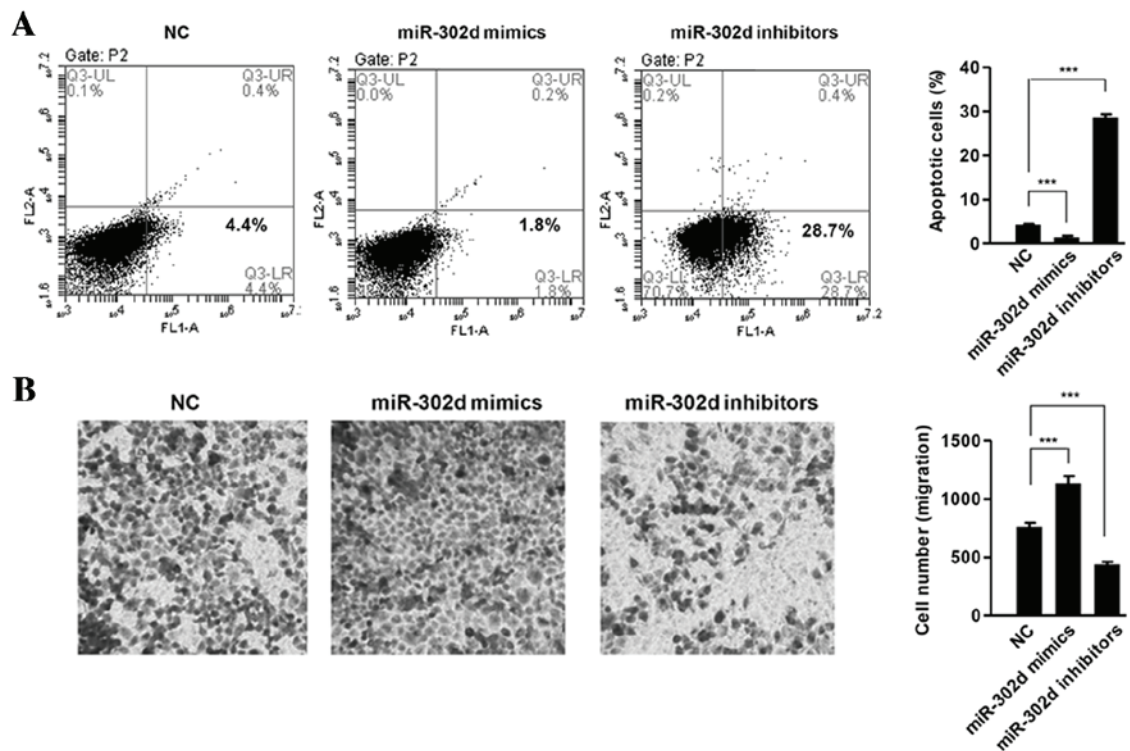 A
NC
miR-302d mimics
miR-302d inhibitors
Gate: P2
Q3-UL
0.1%
Q3-UR
0.4%
4.4%
Q3-LR
4.4%
FL2-A
FL1-A
Gate: P2
Q3-UL
0.0%
Q3-UR
0.2%
1.8%
Q3-LR
1.8%
FL2-A
FL1-A
Gate: P2
Q3-UL
0.2%
Q3-UR
0.4%
28.7%
Q3-LL
70.7%
Q3-LR
28.7%
FL2-A
FL1-A
Apoptotic cells (%)
40
30
20
10
0
***
***
NC
miR-302d mimics
miR-302d inhibitors
B
NC
miR-302d mimics
miR-302d inhibitors
Cell number (migration)
1500
1000
500
0
***
***
NC
miR-302d mimics
miR-302d inhibitors